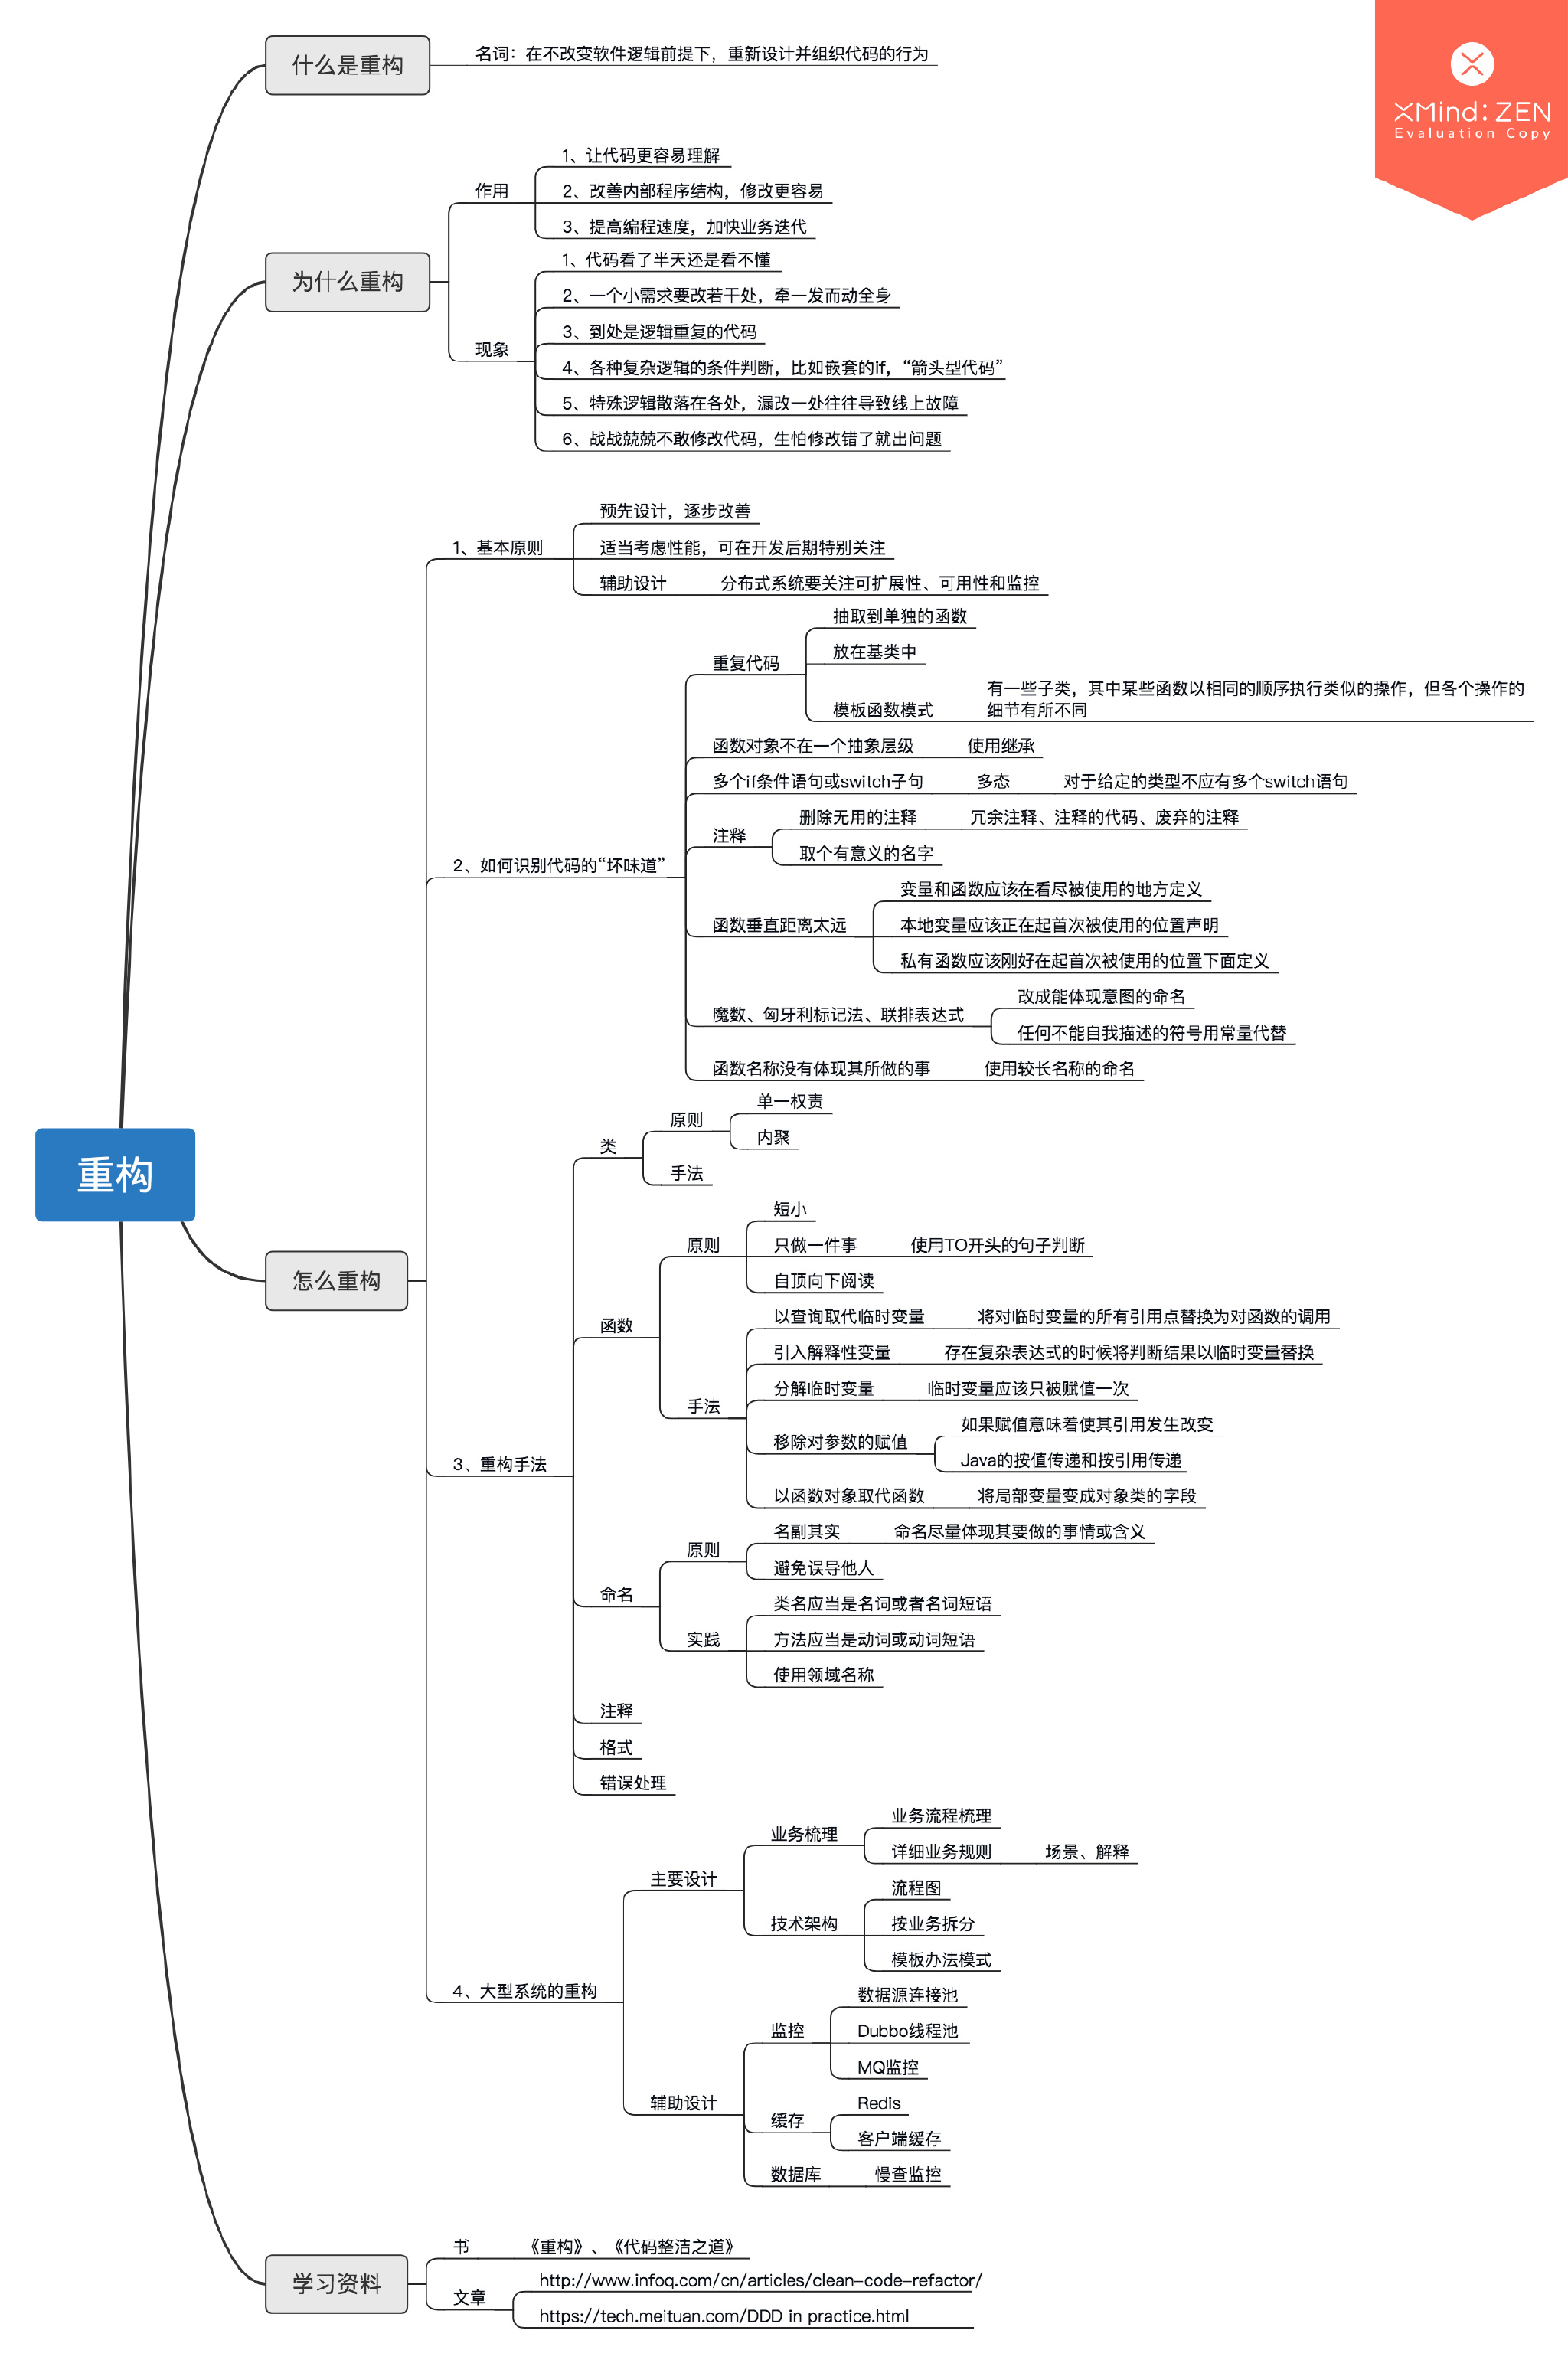 什么是重构
名词：在不改变软件逻辑前提下，重新设计并组织代码的行为
XMind: ZEN
Evaluation Copy
为什么重构
作用
1、让代码更容易理解
2、改善内部程序结构，修改更容易
3、提高编程速度，加快业务迭代
现象
1、代码看了半天还是看不懂
2、一个小需求要改若干处，牵一发而动全身
3、到处是逻辑重复的代码
4、各种复杂逻辑的条件判断，比如嵌套的if，“箭头型代码”
5、特殊逻辑散落在各处，漏改一处往往导致线上故障
6、战战兢兢不敢修改代码，生怕修改错了就出问题
重构
怎么重构
1、基本原则
预先设计，逐步改善
适当考虑性能，可在开发后期特别关注
辅助设计
分布式系统要关注可扩展性、可用性和监控
2、如何识别代码的“坏味道”
重复代码
抽取到单独的函数
放在基类中
模板函数模式
有一些子类，其中某些函数以相同的顺序执行类似的操作，但各个操作的
细节有所不同
函数对象不在一个抽象层级
使用继承
多个if条件语句或switch子句
多态
对于给定的类型不应有多个switch语句
注释
删除无用的注释
冗余注释、注释的代码、废弃的注释
取个有意义的名字
函数垂直距离太远
变量和函数应该在看尽被使用的地方定义
本地变量应该正在起首次被使用的位置声明
私有函数应该刚好在起首次被使用的位置下面定义
魔数、匈牙利标记法、联排表达式
改成能体现意图的命名
任何不能自我描述的符号用常量代替
函数名称没有体现其所做的事
使用较长名称的命名
3、重构手法
类
原则
单一权责
内聚
手法
函数
原则
短小
只做一件事
使用TO开头的句子判断
自顶向下阅读
手法
以查询取代临时变量
将对临时变量的所有引用点替换为对函数的调用
引入解释性变量
存在复杂表达式的时候将判断结果以临时变量替换
分解临时变量
临时变量应该只被赋值一次
移除对参数的赋值
如果赋值意味着使其引用发生改变
Java的按值传递和按引用传递
以函数对象取代函数
将局部变量变成对象类的字段
命名
原则
名副其实
命名尽量体现其要做的事情或含义
避免误导他人
实践
类名应当是名词或者名词短语
方法应当是动词或动词短语
使用领域名称
注释
格式
错误处理
4、大型系统的重构
主要设计
业务梳理
业务流程梳理
详细业务规则
场景、解释
技术架构
流程图
按业务拆分
模板办法模式
辅助设计
监控
数据源连接池
Dubbo线程池
MQ监控
缓存
Redis
客户端缓存
数据库
慢查监控
学习资料
书
《重构》、《代码整洁之道》
文章
http://www.infoq.com/cn/articles/clean-code-refactor/
https://tech.meituan.com/DDD in practice.html